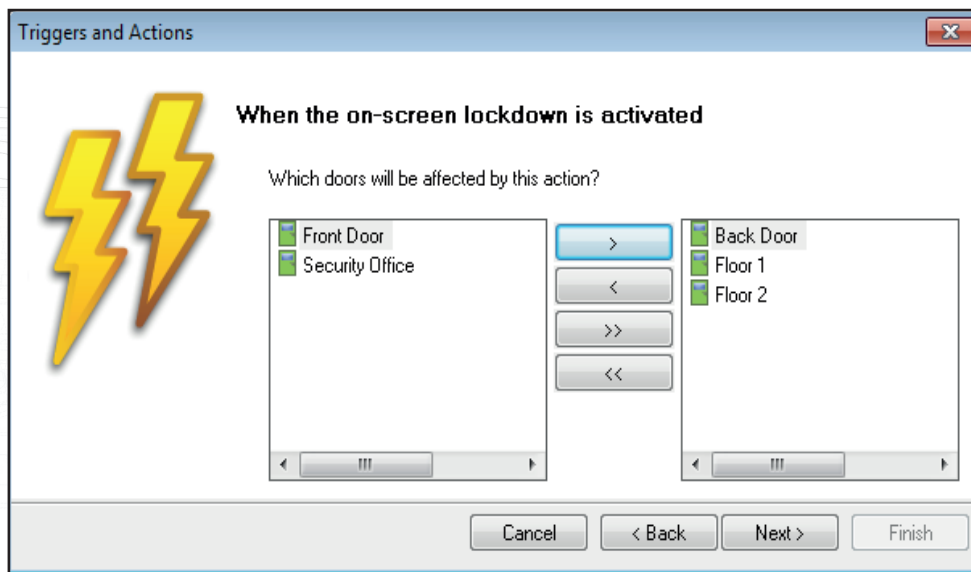 Triggers and Actions
When the on-screen lockdown is activated
Which doors will be affected by this action?
Front Door
Security Office
>
<
>>
<<
Back Door
Floor 1
Floor 2
Cancel
< Back
Next >
Finish